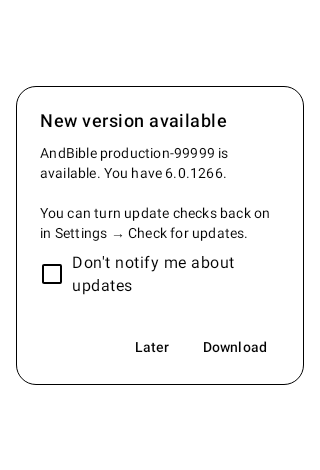 New version available
AndBible production-99999 is
available. You have 6.0.1266.
You can turn update checks back on
in Settings → Check for updates.
Don't notify me about
updates
Later Download